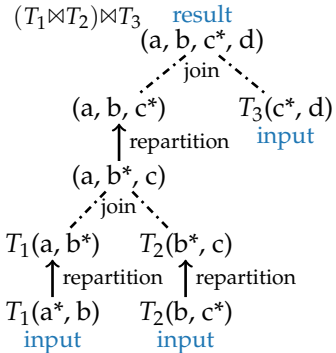 (T₁⋈T₂)⋈T₃ result
(a, b, c*, d)
join
(a, b, c*) T₃(c*, d)
repartition input
(a, b*, c)
join
T₁(a, b*) T₂(b*, c)
repartition repartition
T₁(a*, b) T₂(b, c*)
input input